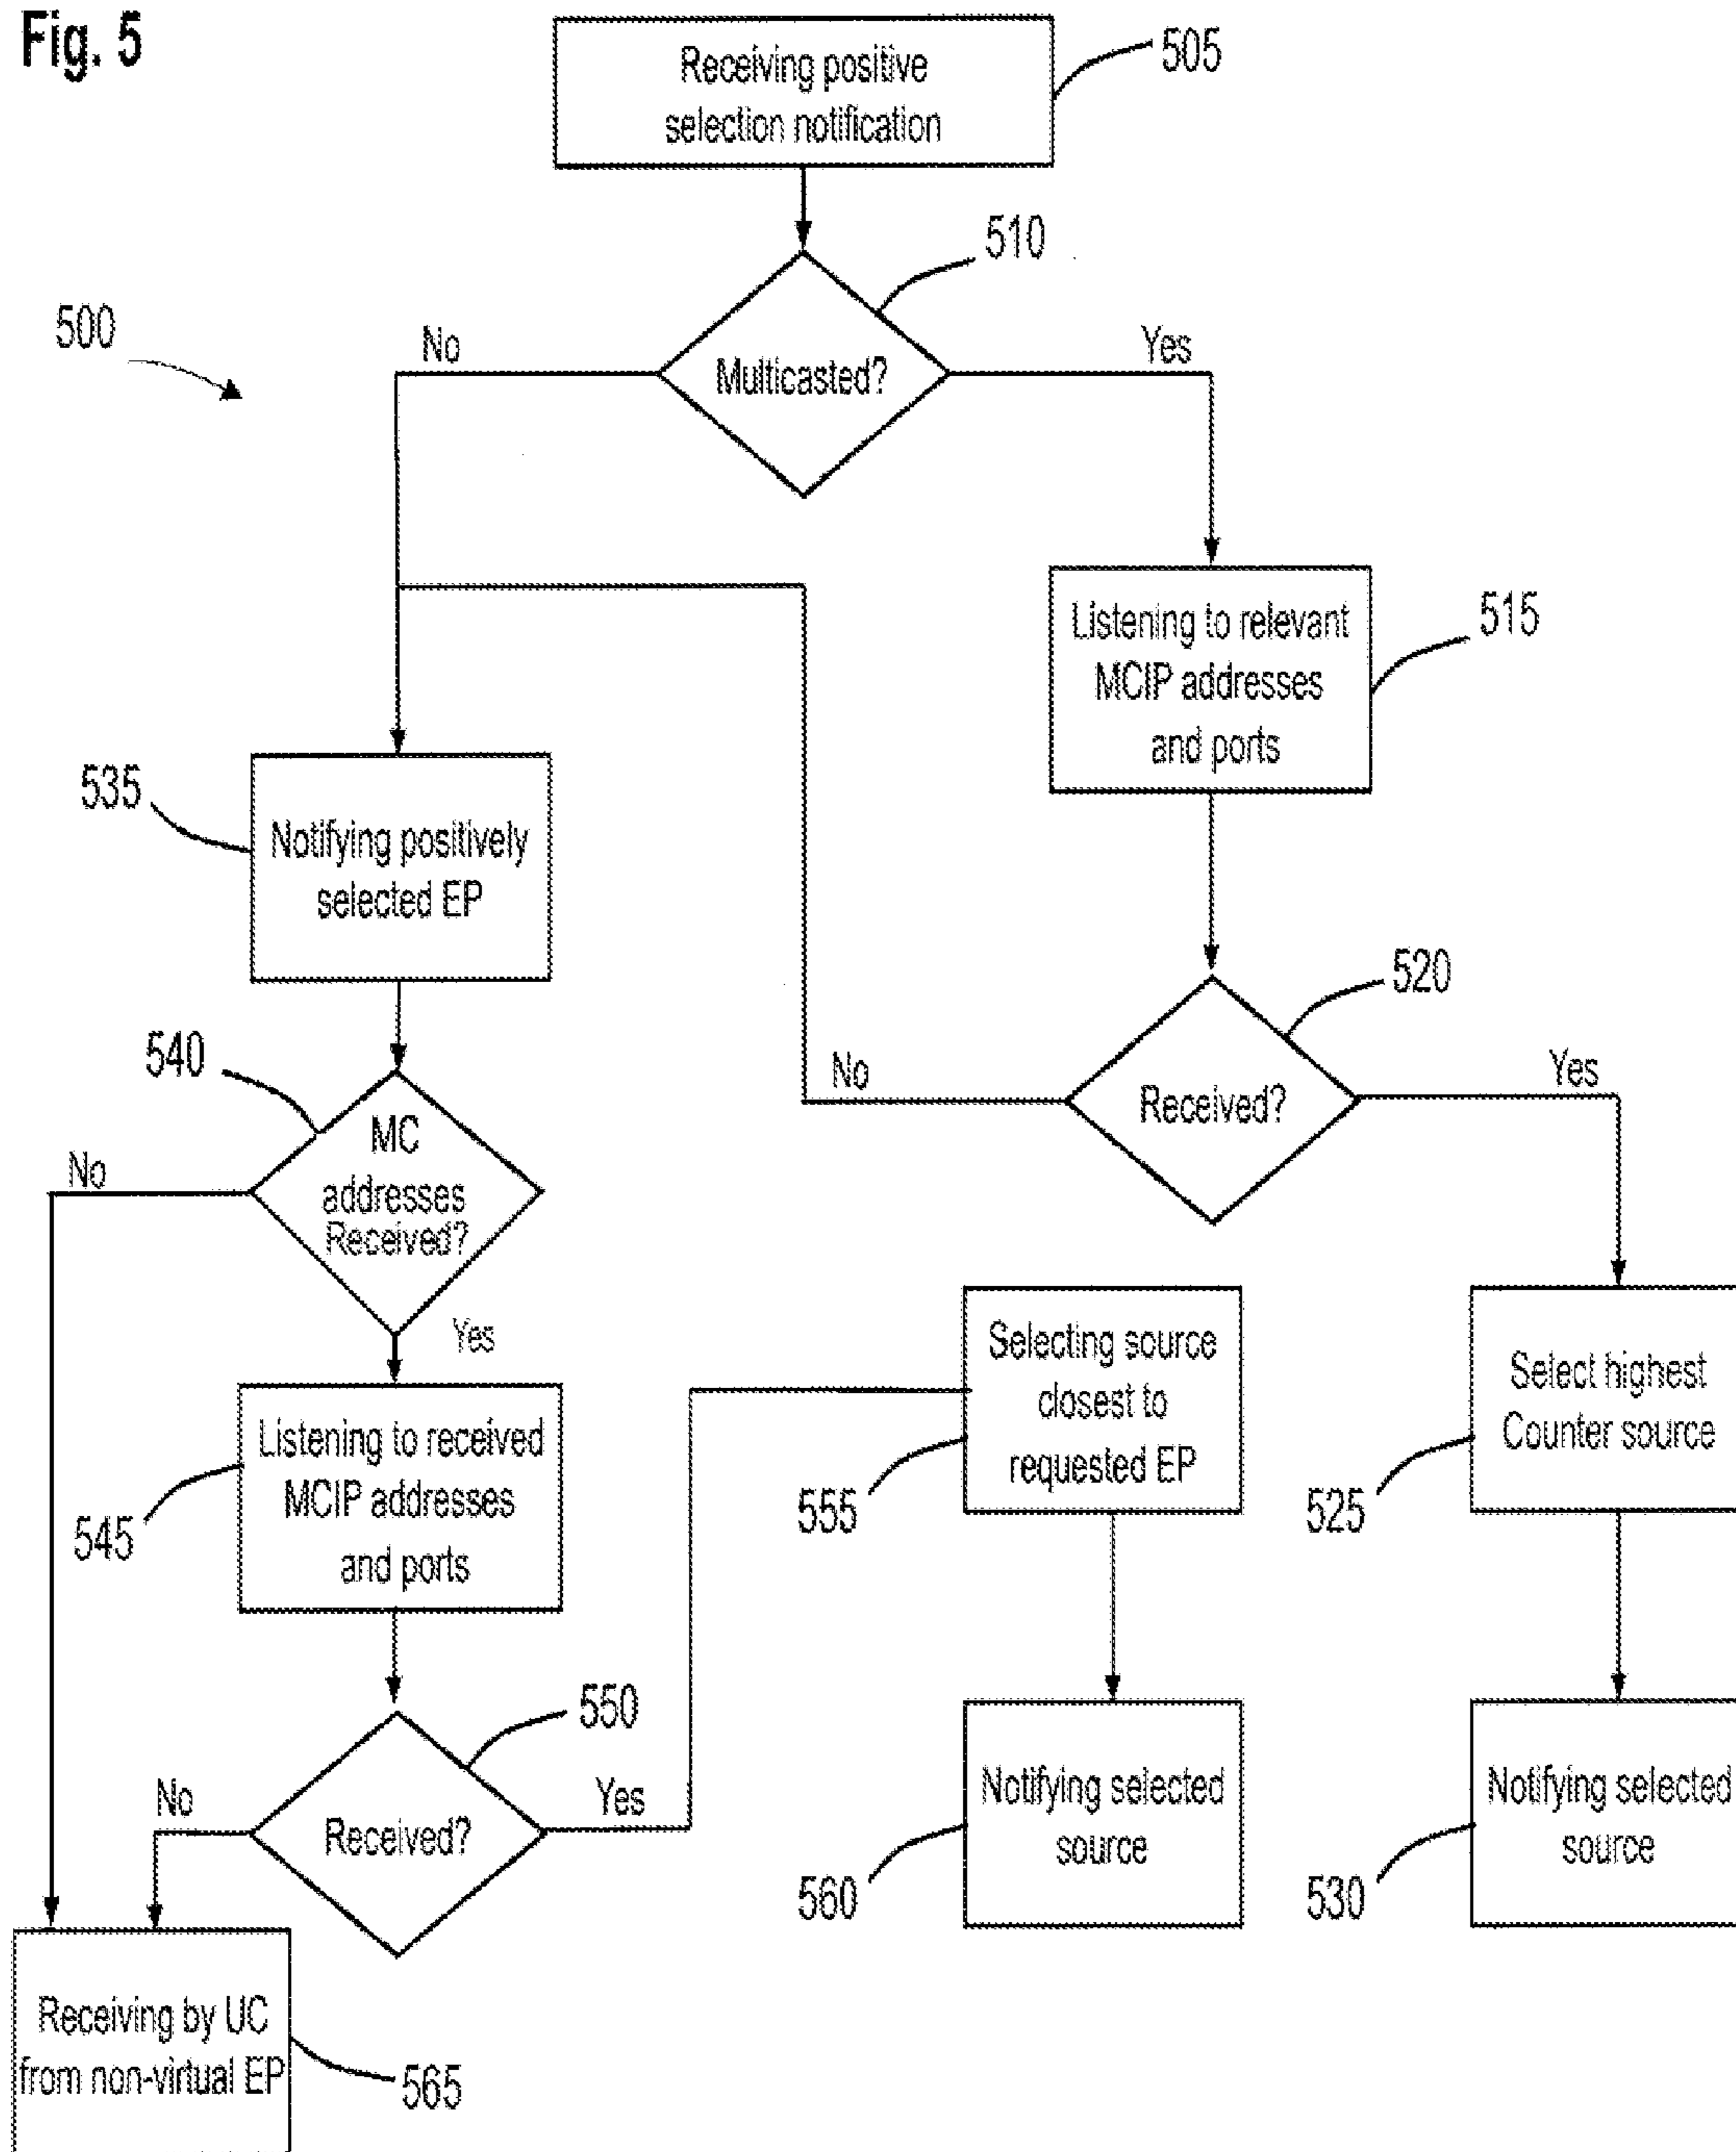 Fig. 5
Receiving positive
selection notification
505
510
500
No
Multicasted?
Yes
Listening to relevant
MCIP addresses
and ports
515
535
Notifying positively
selected EP
520
540
No
Received?
Yes
MC
addresses
Received?
No
Yes
Selecting source
closest to
requested EP
555
Select highest
Counter source
525
Listening to received
MCIP addresses
and ports
545
550
No
Received?
Yes
Notifying selected
source
560
Notifying selected
source
530
Receiving by UC
from non-virtual EP
565